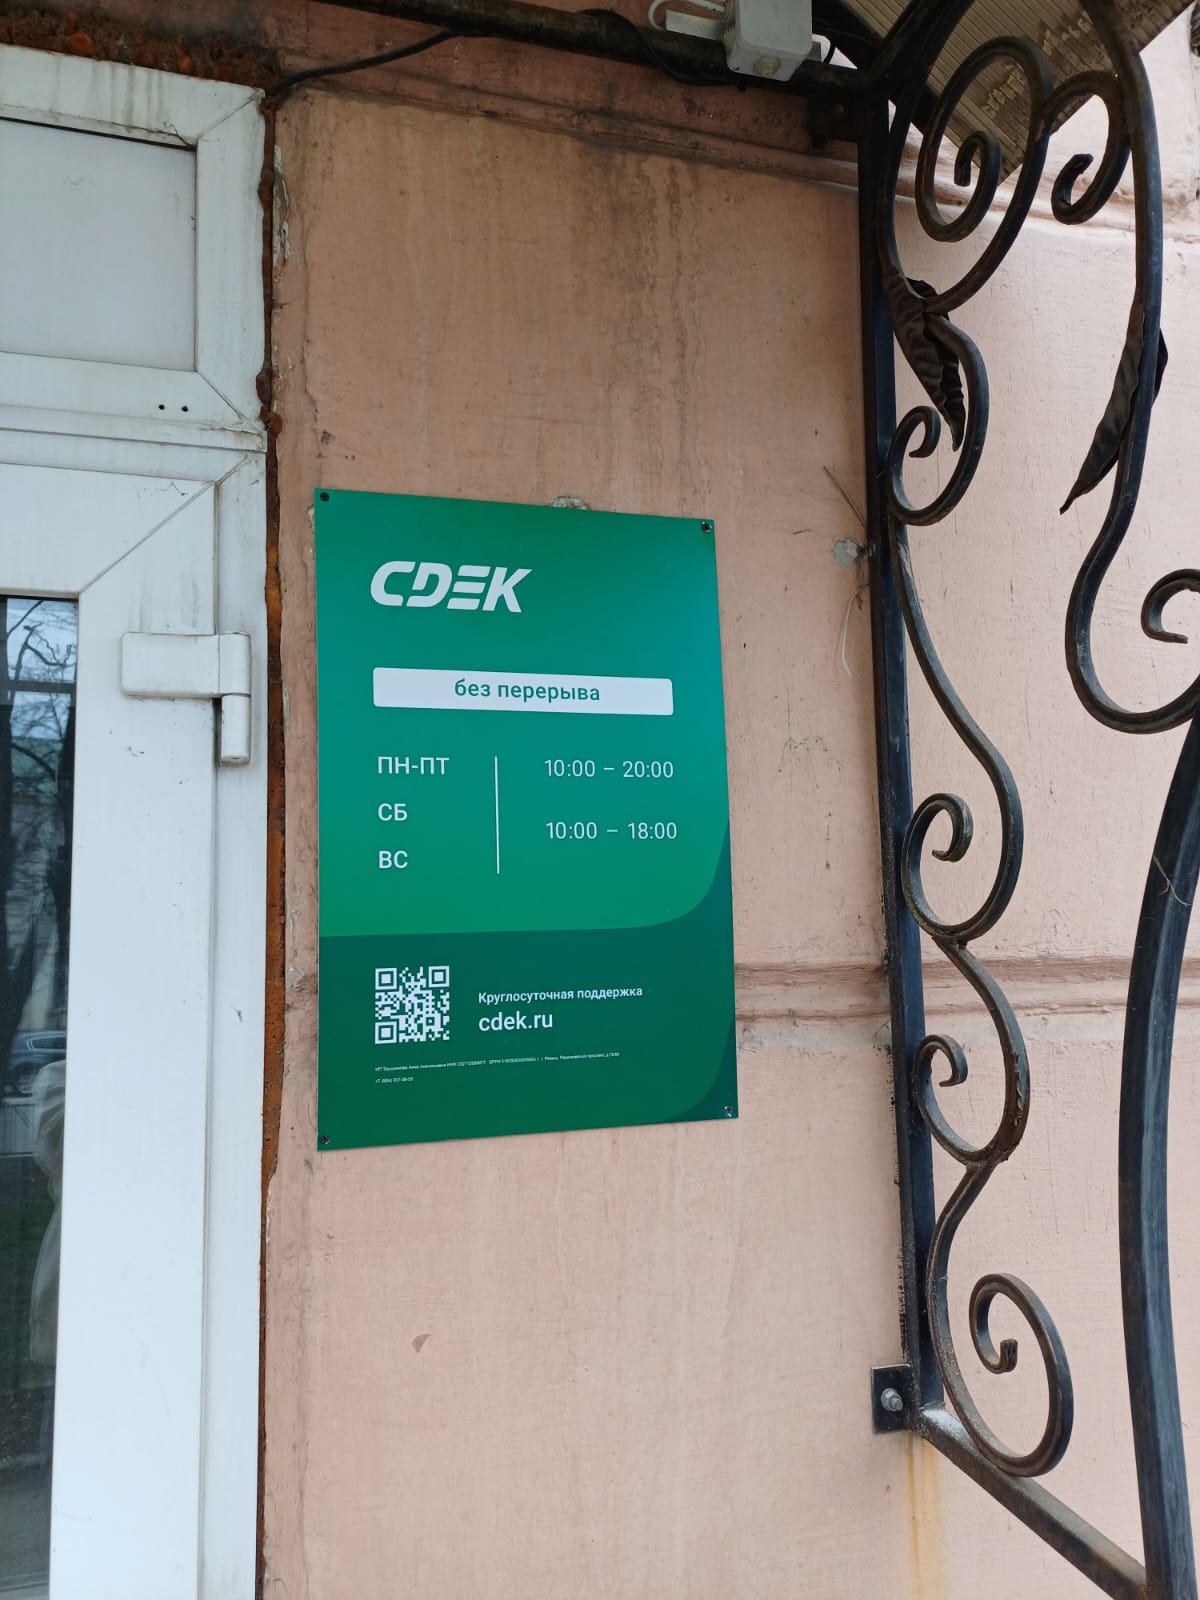 CDEK
без перерыва
ПН-ПТ
10:00 – 20:00
СБ
10:00 – 18:00
ВС
Круглосуточная поддержка
cdek.ru